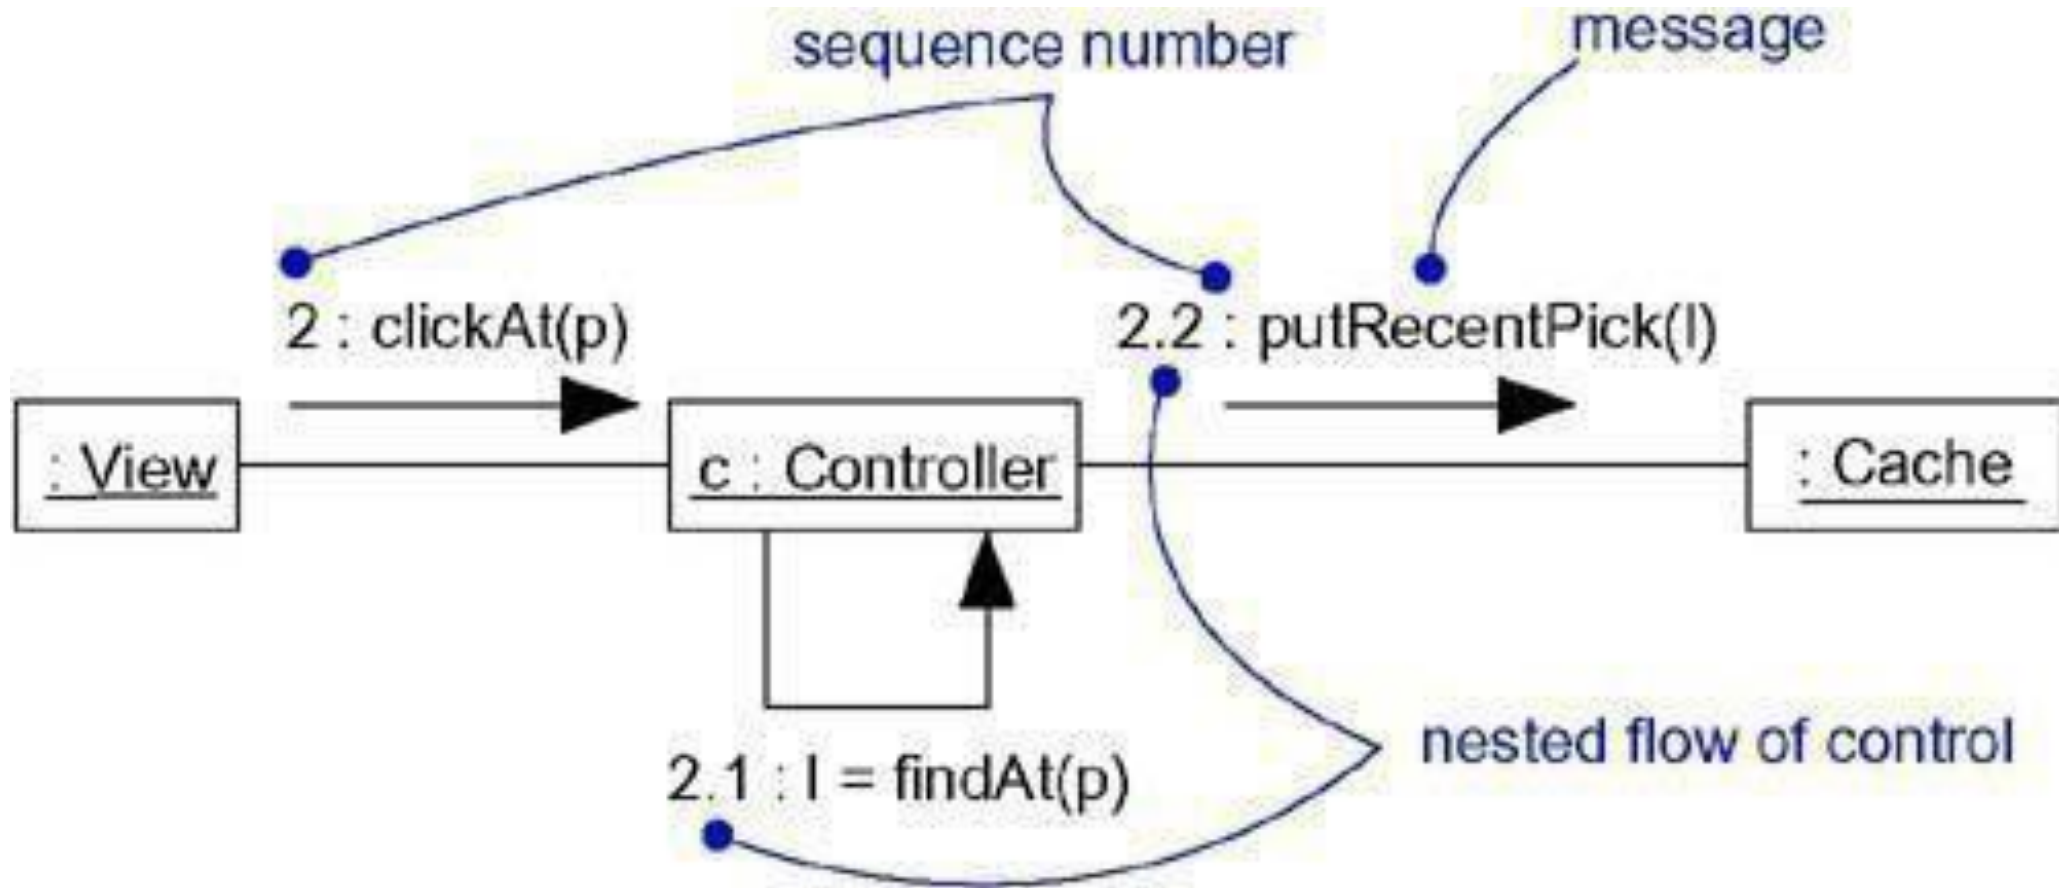 sequence number
message
2 : clickAt(p)
2.2 : putRecentPick(l)
: View
c : Controller
: Cache
2.1 : l = findAt(p)
nested flow of control